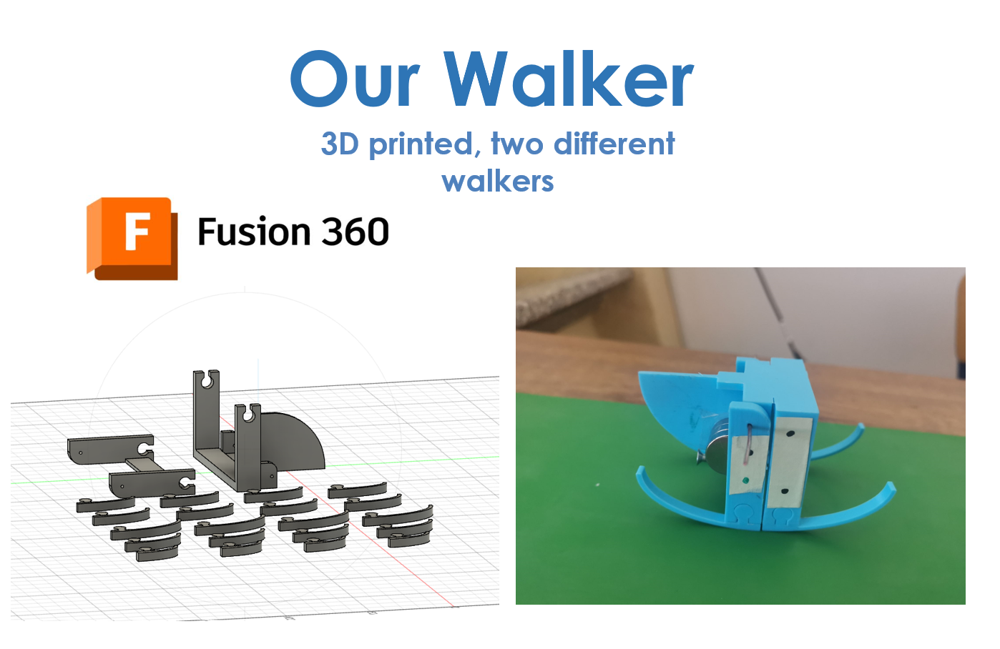 Our Walker
3D printed, two different
walkers
F
Fusion 360